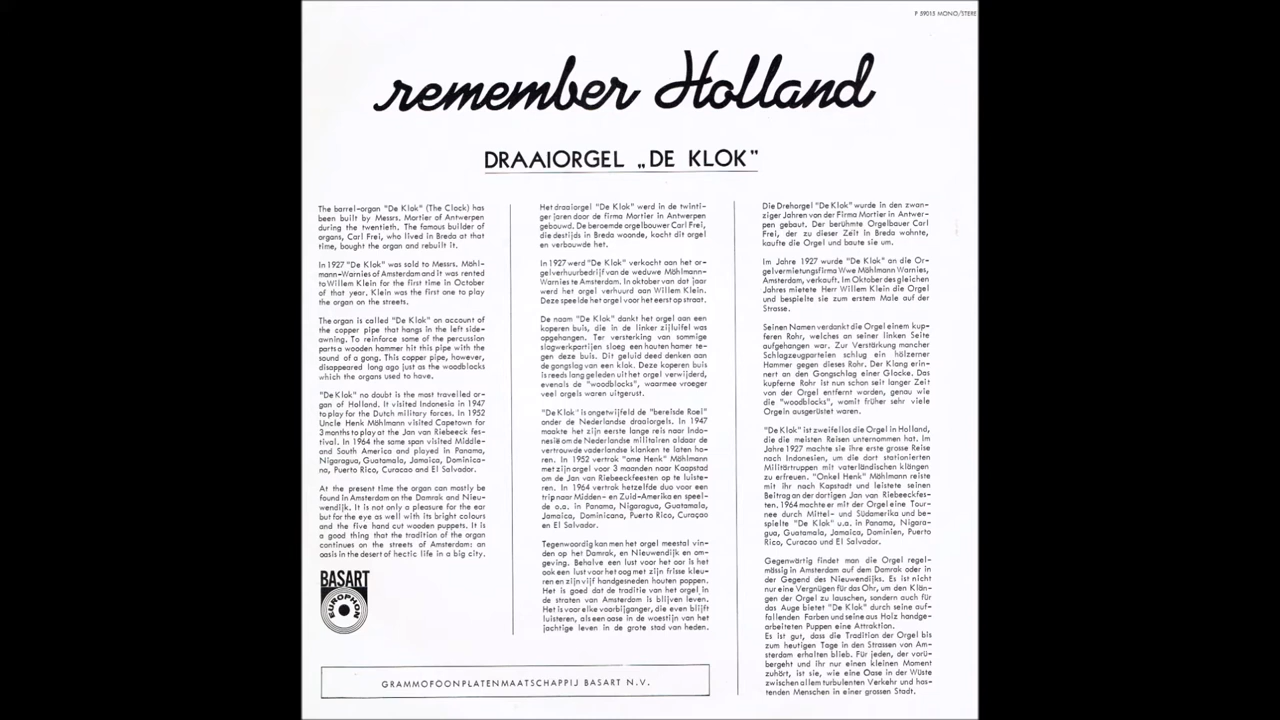 P 59015 MONO/STERE
remember Holland
DRAAIORGEL „DE KLOK”
The barrel-organ "De Klok" (The Clock) has
been built by Messrs. Mortier of Antwerpen
during the twentieth. The famous builder of
organs, Carl Frei, who lived in Breda at that
time, bought the organ and rebuilt it.
In 1927 "De Klok" was sold to Messrs. Möhl-
mann-Warnies of Amsterdam and it was rented
to Willem Klein for the first time in October
of that year. Klein was the first one to play
the organ on the streets.
The organ is called "De Klok" on account of
the copper pipe that hangs in the left side-
awning. To reinforce some of the percussion
parts a wooden hammer hit this pipe with the
sound of a gong. This copper pipe, however,
disappeared long ago just as the woodblocks
which the organs used to have.
"De Klok" no doubt is the most travelled or-
gan of Holland. It visited Indonesia in 1947
to play for the Dutch military forces. In 1952
Uncle Henk Möhlmann visited Capetown for
3 months to play at the Jan van Riebeeck fes-
tival. In 1964 the same span visited Middle-
and South America and played in Panama,
Nigaragua, Guatamala, Jamaica, Dominica-
no, Puerto Rico, Curacao and El Salvador.
At the present time the organ can mostly be
found in Amsterdam on the Damrak and Nieu-
wendijk. It is not only a pleasure for the ear
but for the eye as well with its bright colours
and the five hand cut wooden puppets. It is
a good thing that the tradition of the organ
continues on the streets of Amsterdam: an
oasis in the desert of hectic life in a big city.
BASART
EUROPHON
Het draaiorgel "De Klok" werd in de twinti-
ger jaren door de firma Mortier in Antwerpen
gebouwd. De beroemde orgelbouwer Carl Frei,
die destijds in Breda woonde, kocht dit orgel
en verbouwde het.
In 1927 werd "De Klok" verkocht aan het or-
gelverhuurbedrijf van de weduwe Möhlmann-
Warnies te Amsterdam. In oktober van dat jaar
werd het orgel verhuurd aan Willem Klein.
Deze speelde het orgel voor het eerst op straat.
De naam "De Klok" dankt het orgel aan een
koperen buis, die in de linker zijluifel was
opgehangen. Ter versterking van sommige
slagwerkpartijen sloeg een houten hamer te-
gen deze buis. Dit geluid deed denken aan
de gongslag van een klok. Deze koperen buis
is reeds lang geleden uit het orgel verwijderd,
evenals de "woodblocks", waarmee vroeger
veel orgels waren uitgerust.
"De Klok" is ongetwijfeld de "bereisde Roel"
onder de Nederlandse draaiorgels. In 1947
maakte het zijn eerste lange reis naar Indo-
nesië om de Nederlandse militairen aldaar de
vertrouwde vaderlandse klanken te laten ho-
ren. In 1952 vertrok "ome Henk" Möhlmann
met zijn orgel voor 3 maanden naar Kaapstad
om de Jan van Riebeeckfeesten op te luiste-
ren. In 1964 vertrok hetzelfde duo voor een
trip naar Midden- en Zuid-Amerika en speel-
de o.a. in Panama, Nigragua, Guatamala,
Jamaica, Dominicana, Puerto Rico, Curaçao
en El Salvador.
Tegenwoordig kan men het orgel meestal vin-
den op het Damrak, en Nieuwendijk en om-
geving. Behalve een lust voor het oor is het
ook een lust voor het oog met zijn frisse kleu-
ren en zijn vijf handgesneden houten poppen.
Het is goed dat de traditie van het orgel in
de straten van Amsterdam is blijven leven.
Het is voor elke voorbijganger, die even blijft
luisteren, als een oase in de woestijn van het
jachtige leven in de grote stad van heden.
GRAMMOFOONPLATENMAATSCHAPPIJ BASART N.V.
Die Drehorgel "De Klok" wurde in den zwan-
ziger Jahren von der Firma Mortier in Antwer-
pen gebaut. Der berühmte Orgelbauer Carl
Frei, der zu dieser Zeit in Breda wohnte,
kaufte die Orgel und baute sie um.
Im Jahre 1927 wurde "De Klok" an die Or-
gelvermietungsfirma Wwe Möhlmann Warnies,
Amsterdam, verkauft. Im Oktober des gleichen
Jahres mietete Herr Willem Klein die Orgel
und bespielte sie zum erstem Male auf der
Strasse.
Seinen Namen verdankt die Orgel einem kup-
feren Rohr, welches an seiner linken Seite
aufgehangen war. Zur Verstärkung mancher
Schlagzeugparteien schlug ein hölzerner
Hammer gegen dieses Rohr. Der Klang erin-
nert an den Gongschlag einer Glocke. Das
kupferne Rohr ist nun schon seit langer Zeit
von der Orgel entfernt worden, genau wie
die "woodblocks", womit früher sehr viele
Orgein ausgerüstet waren.
"De Klok" ist zweifellos die Orgel in Holland,
die die meisten Reisen unternommen hat. Im
Jahre 1927 machte sie ihre erste grosse Reise
nach Indonesien, um die dort stationierten
Militärtruppen mit vaterländischen klängen
zu erfreuen. "Onkel Henk" Möhlmann reiste
mit ihr nach Kapstadt und leistete seinen
Beitrag an der dortigen Jan van Riebeeckfes-
ten. 1964 machte er mit der Orgel eine Tour-
nee durch Mittel- und Südamerika und be-
spielte "De Klok" u.a. in Panama, Nigara-
gua, Guatamala, Jamaica, Dominien, Puerto
Rico, Curacao und El Salvador.
Gegenwärtig findet man die Orgel regel-
mässig in Amsterdam auf dem Damrak oder in
der Gegend des Nieuwendijks. Es ist nicht
nur eine Vergnügen für das Ohr, um den Klän-
gen der Orgel zu lauschen, sondern auch für
das Auge bietet "De Klok" durch seine auf-
fallenden Farben und seine aus Holz handge-
arbeiteten Puppen eine Attraktion.
Es ist gut, dass die Tradition der Orgel bis
zum heutigen Tage in den Strassen von Am-
sterdam erhalten blieb. Für jeden, der vorü-
bergeht und ihr nur einen kleinen Moment
zuhört, ist sie, wie eine Oase in der Wüste
zwischen allem turbulenten Verkehr und has-
tenden Menschen in einer grossen Stadt.